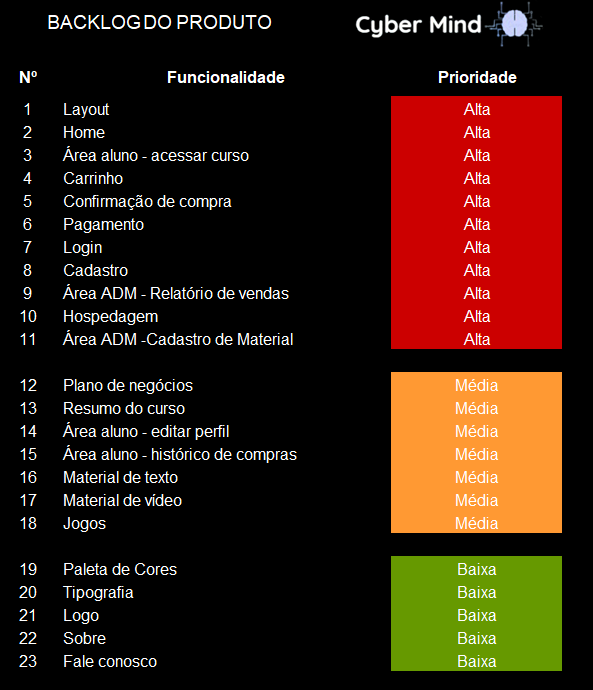 BACKLOG DO PRODUTO
Cyber Mind
Nº Funcionalidade Prioridade
1 Layout Alta
2 Home Alta
3 Área aluno - acessar curso Alta
4 Carrinho Alta
5 Confirmação de compra Alta
6 Pagamento Alta
7 Login Alta
8 Cadastro Alta
9 Área ADM - Relatório de vendas Alta
10 Hospedagem Alta
11 Área ADM -Cadastro de Material Alta
12 Plano de negócios Média
13 Resumo do curso Média
14 Área aluno - editar perfil Média
15 Área aluno - histórico de compras Média
16 Material de texto Média
17 Material de vídeo Média
18 Jogos Média
19 Paleta de Cores Baixa
20 Tipografia Baixa
21 Logo Baixa
22 Sobre Baixa
23 Fale conosco Baixa